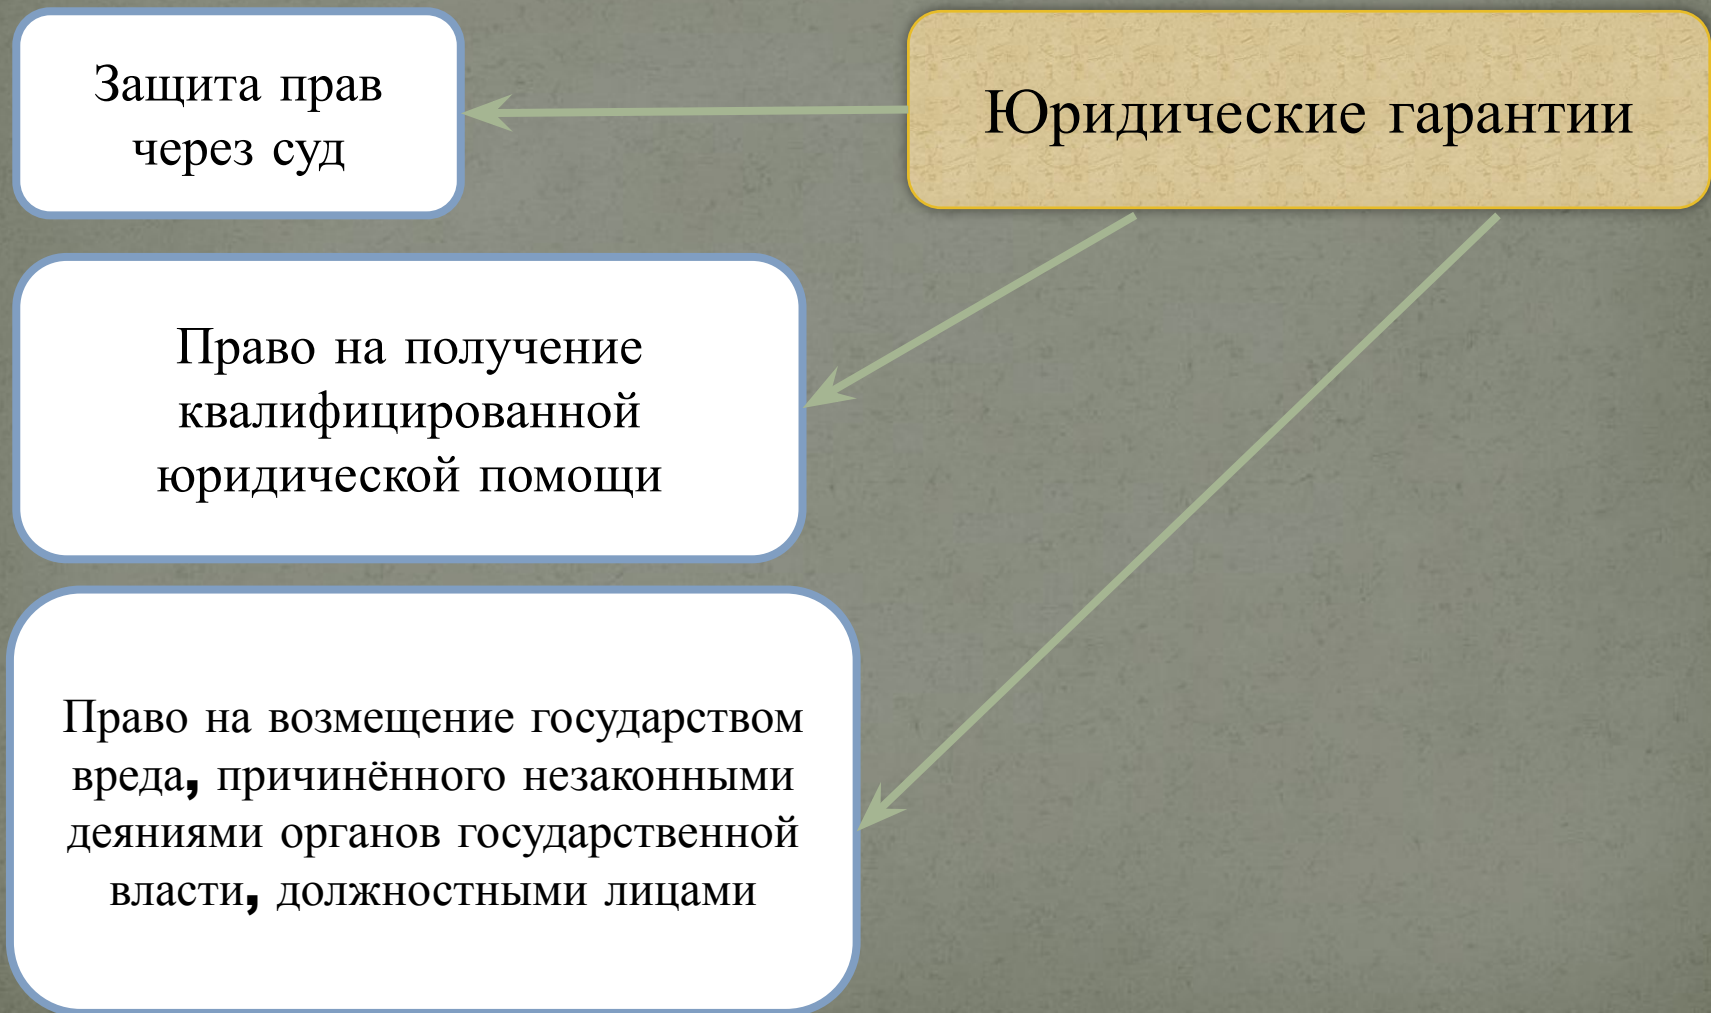 Защита прав
через суд
Юридические гарантии
Право на получение
квалифицированной
юридической помощи
Право на возмещение государством
вреда, причинённого незаконными
деяниями органов государственной
власти, должностными лицами